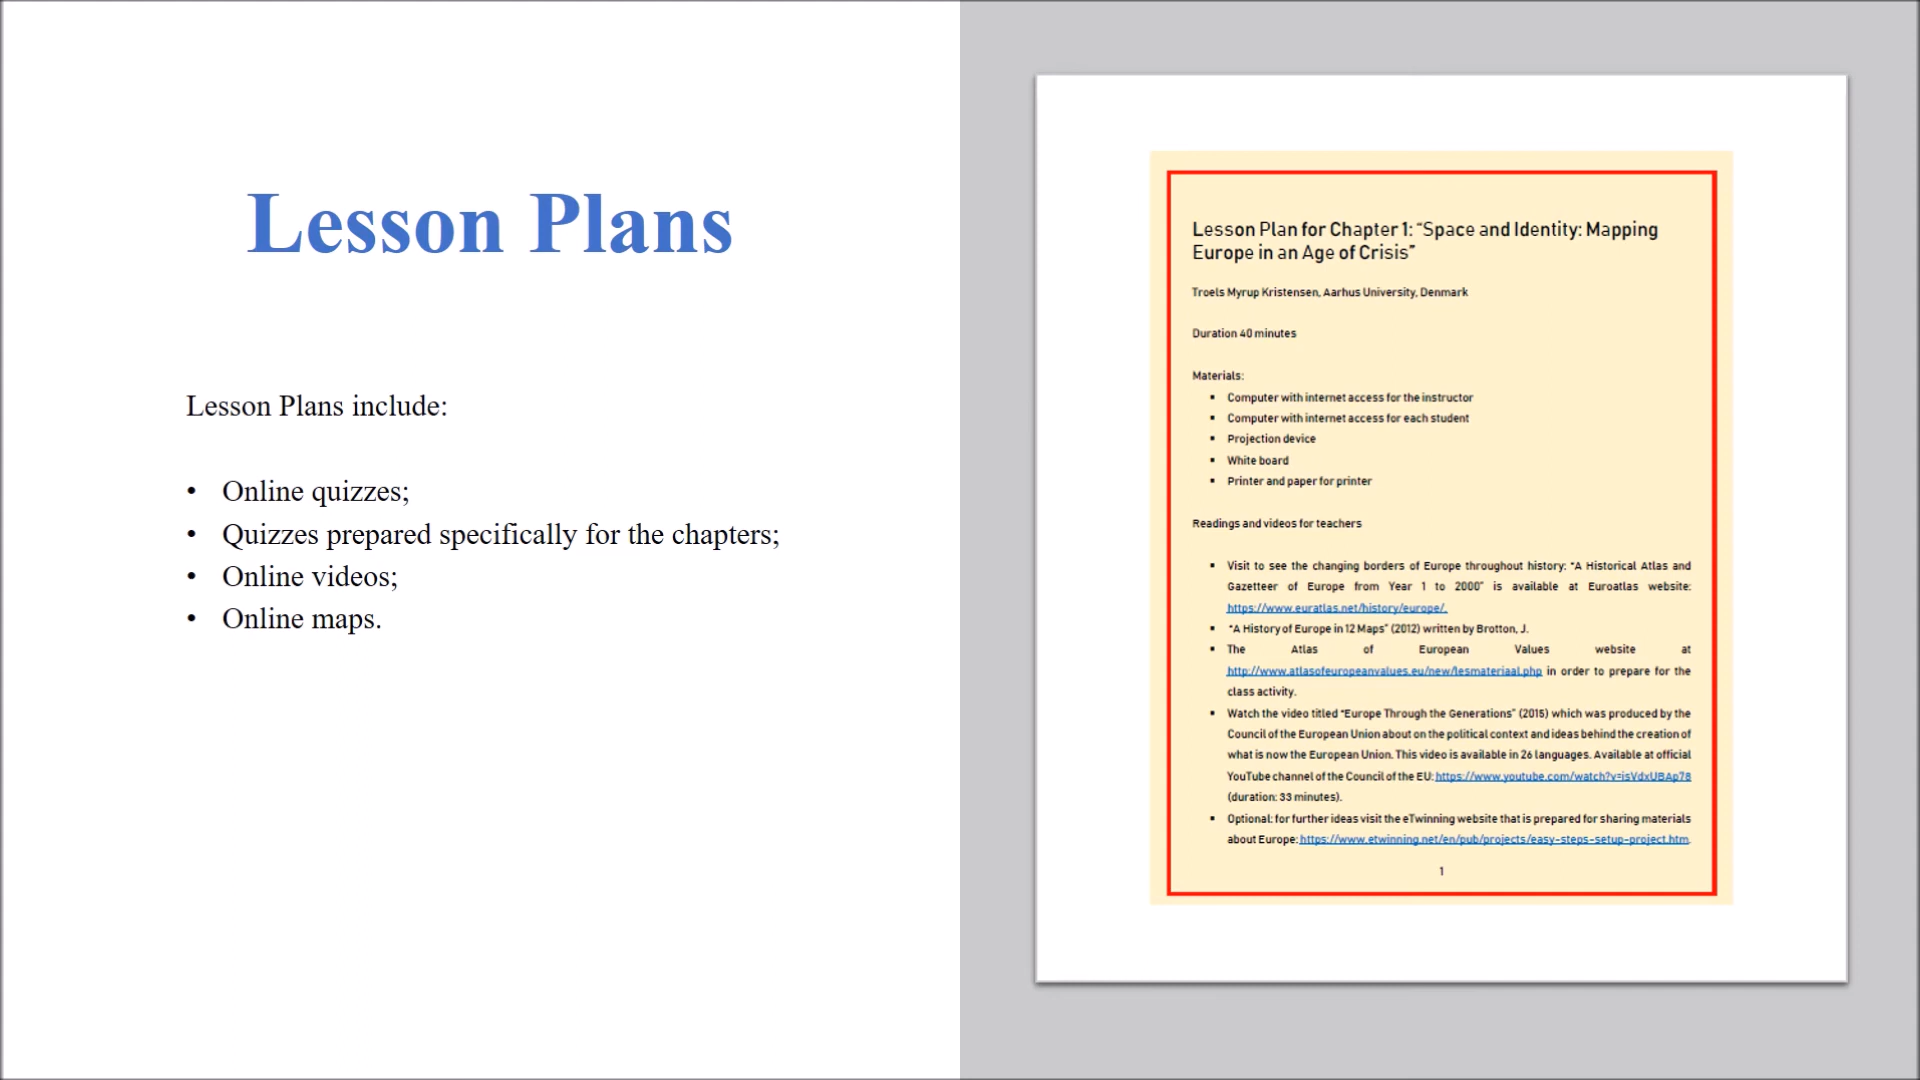 Lesson Plans
Lesson Plans include:
• Online quizzes;
• Quizzes prepared specifically for the chapters;
• Online videos;
• Online maps.
Lesson Plan for Chapter 1: “Space and Identity: Mapping
Europe in an Age of Crisis”
Troels Myrup Kristensen, Aarhus University, Denmark
Duration 40 minutes
Materials:
▪ Computer with internet access for the instructor
▪ Computer with internet access for each student
▪ Projection device
▪ White board
▪ Printer and paper for printer
Readings and videos for teachers
▪ Visit to see the changing borders of Europe throughout history: “A Historical Atlas and
Gazetteer of Europe from Year 1 to 2000” is available at Euroatlas website:
https://www.euratlas.net/history/europe/.
▪ “A History of Europe in 12 Maps” (2012) written by Brotton, J.
▪ The Atlas of European Values website at
http://www.atlasofeuropeanvalues.eu/new/lesmateriaal.php in order to prepare for the
class activity.
▪ Watch the video titled “Europe Through the Generations” (2015) which was produced by the
Council of the European Union about on the political context and ideas behind the creation of
what is now the European Union. This video is available in 26 languages. Available at official
YouTube channel of the Council of the EU: https://www.youtube.com/watch?v=isVdxUBAp78
(duration: 33 minutes).
▪ Optional: for further ideas visit the eTwinning website that is prepared for sharing materials
about Europe: https://www.etwinning.net/en/pub/projects/easy-steps-setup-project.htm.
1